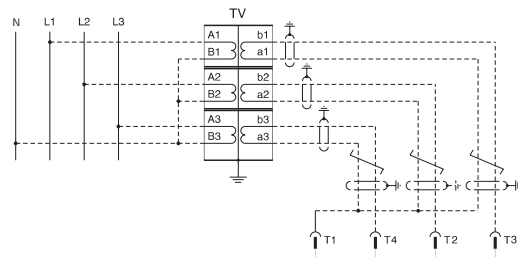 TV
N L1 L2 L3
A1 b1
B1 a1
A2 b2
B2 a2
A3 b3
B3 a3
T1 T4 T2 T3